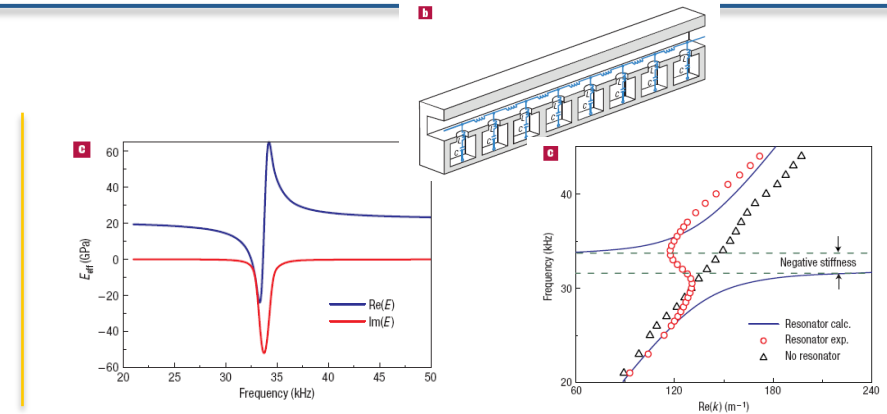 b
L
C
L
C
L
C
L
C
L
C
L
C
L
C
L
C
c
60
40
20
0
−20
−40
−60
20 25 30 35 40 45 50
E_eff (GPa)
Frequency (kHz)
Re(E)
Im(E)
c
40
30
20
60 120 180 240
Frequency (kHz)
Re(k) (m⁻¹)
Negative stiffness
Resonator calc.
Resonator exp.
No resonator